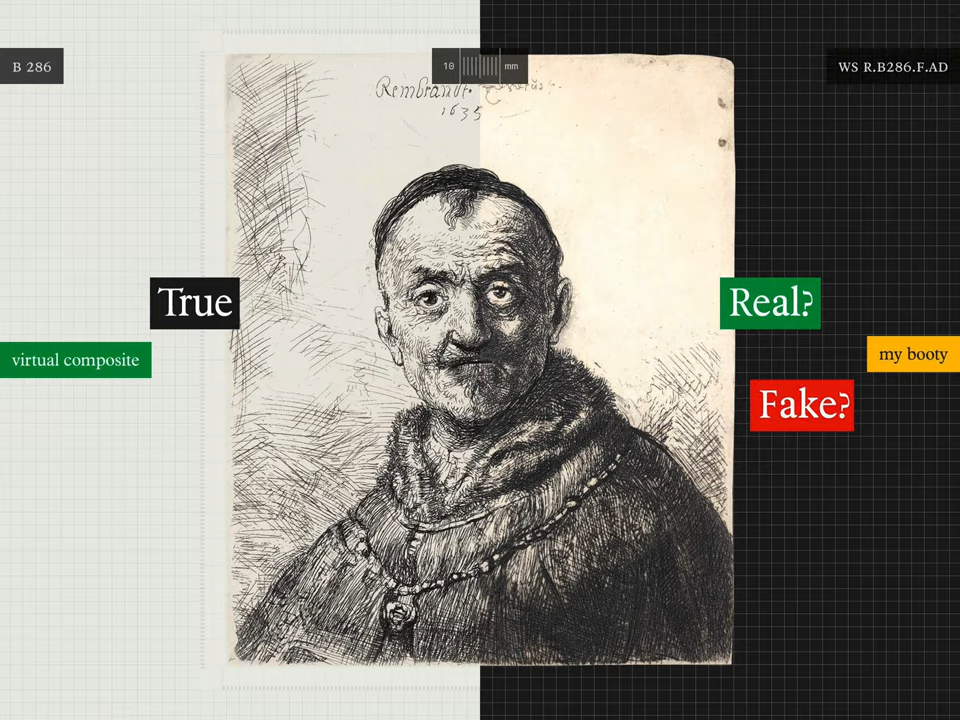 B 286
10 mm
WS R.B286.F.AD
Rembrandt.
1635
True
Real?
virtual composite
my booty
Fake?